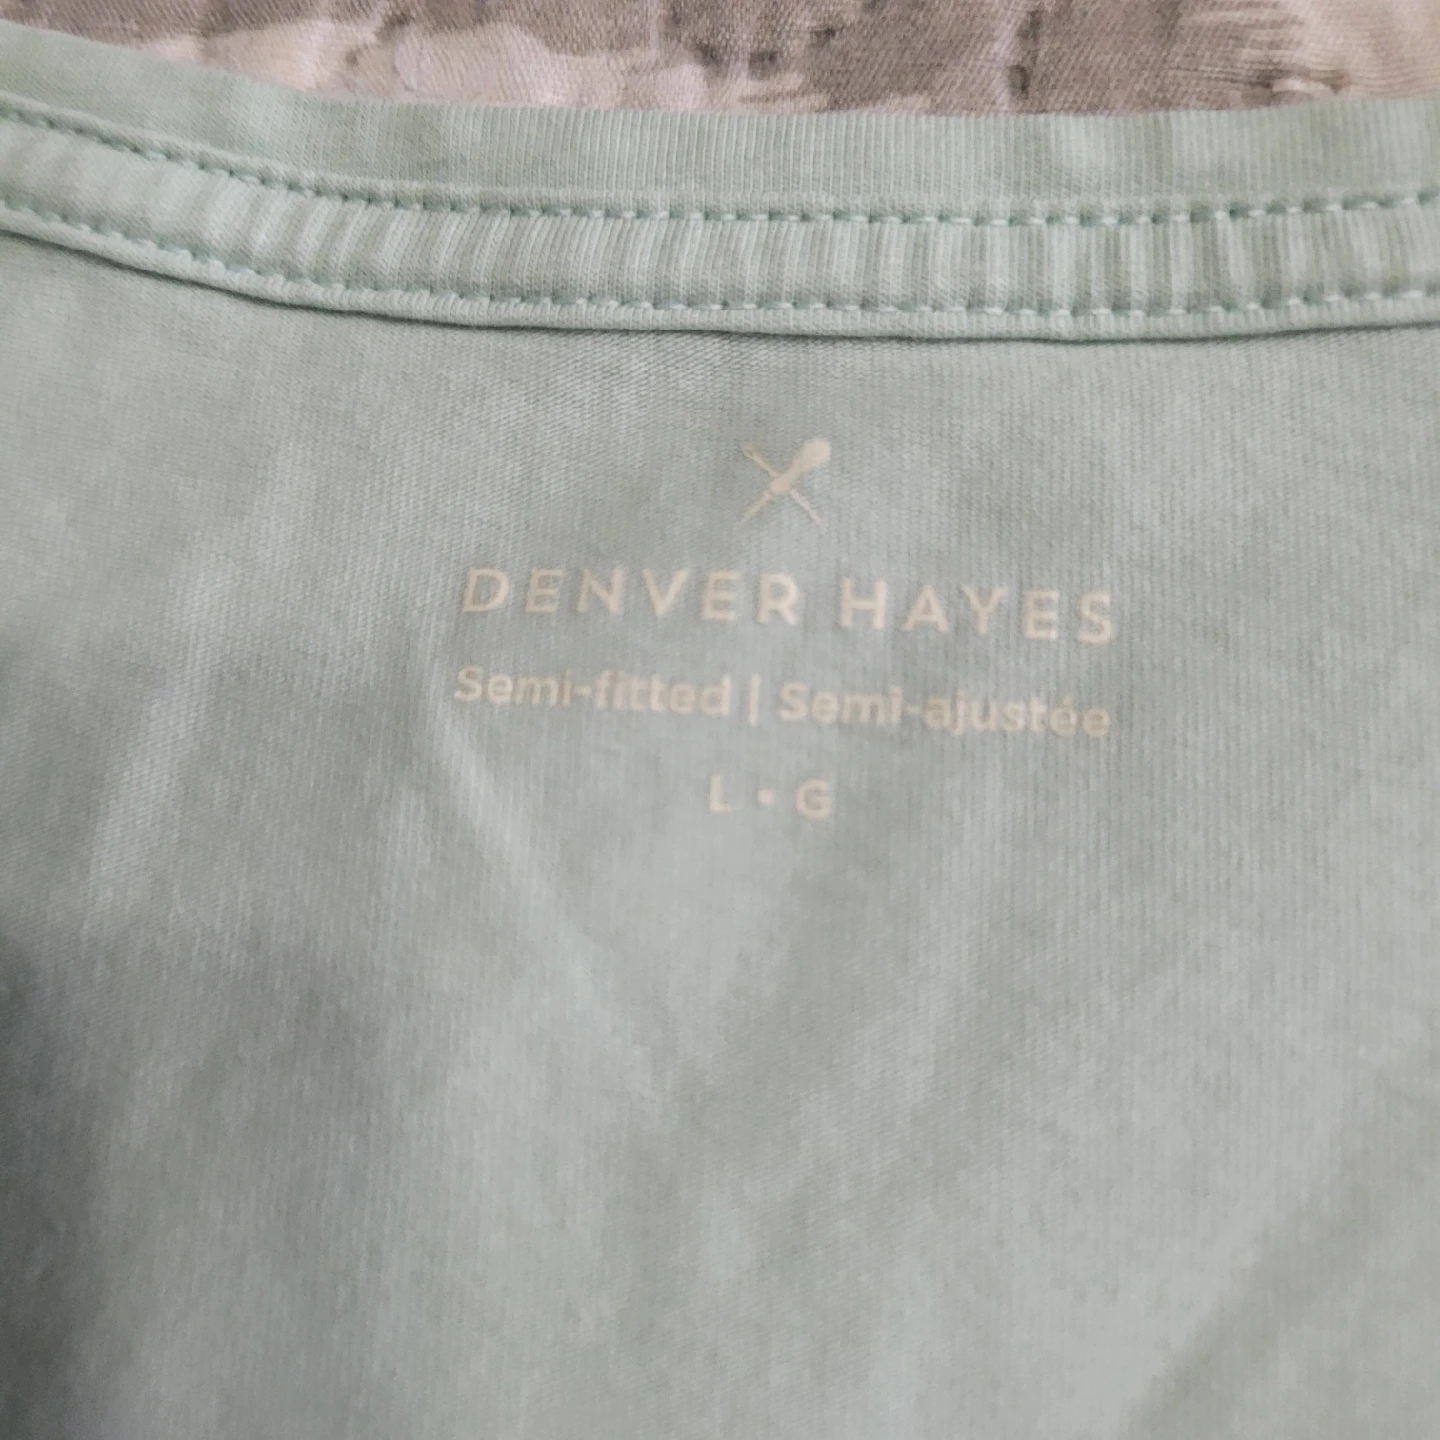 DENVER HAYES
Semi-fitted | Semi-ajustée
L • G